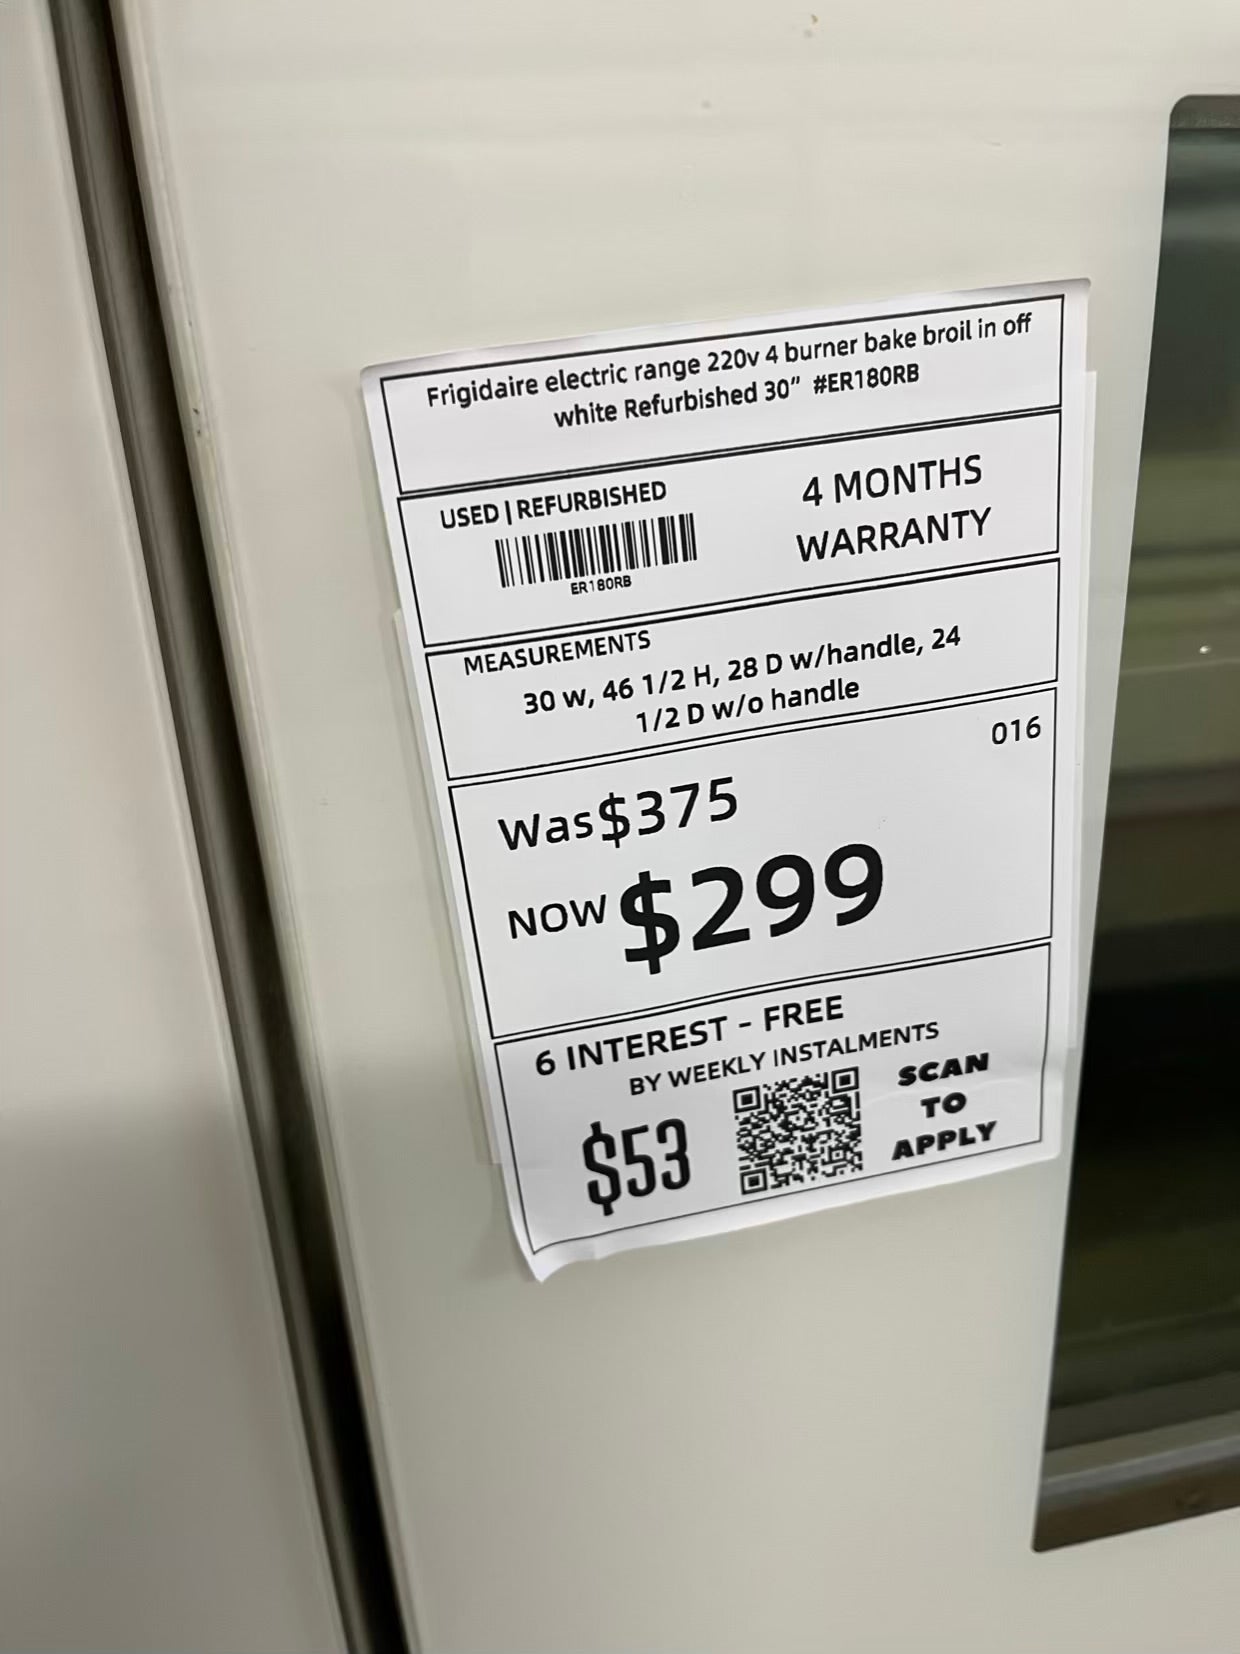 Frigidaire electric range 220v 4 burner bake broil in off
white Refurbished 30" #ER180RB
USED | REFURBISHED
ER180RB
4 MONTHS
WARRANTY
MEASUREMENTS
30 w, 46 1/2 H, 28 D w/handle, 24
1/2 D w/o handle
016
Was $375
NOW $299
6 INTEREST - FREE
BY WEEKLY INSTALMENTS
$53
SCAN
TO
APPLY